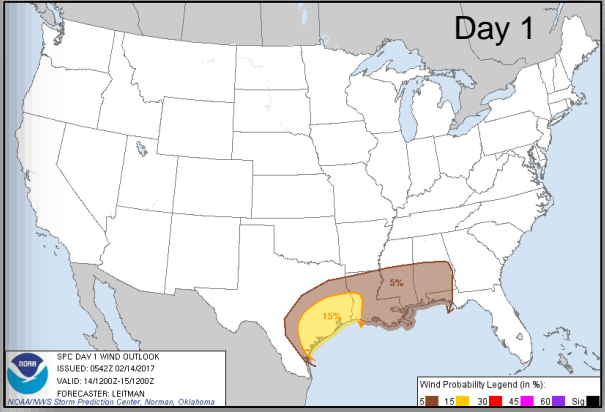 Day 1
5%
15%
NOAA
SPC DAY 1 WIND OUTLOOK
ISSUED: 0542Z 02/14/2017
VALID: 14/1200Z-15/1200Z
FORECASTER: LEITMAN
NOAA/NWS Storm Prediction Center, Norman, Oklahoma
Wind Probability Legend (in %):
5 15 30 45 60 Sig